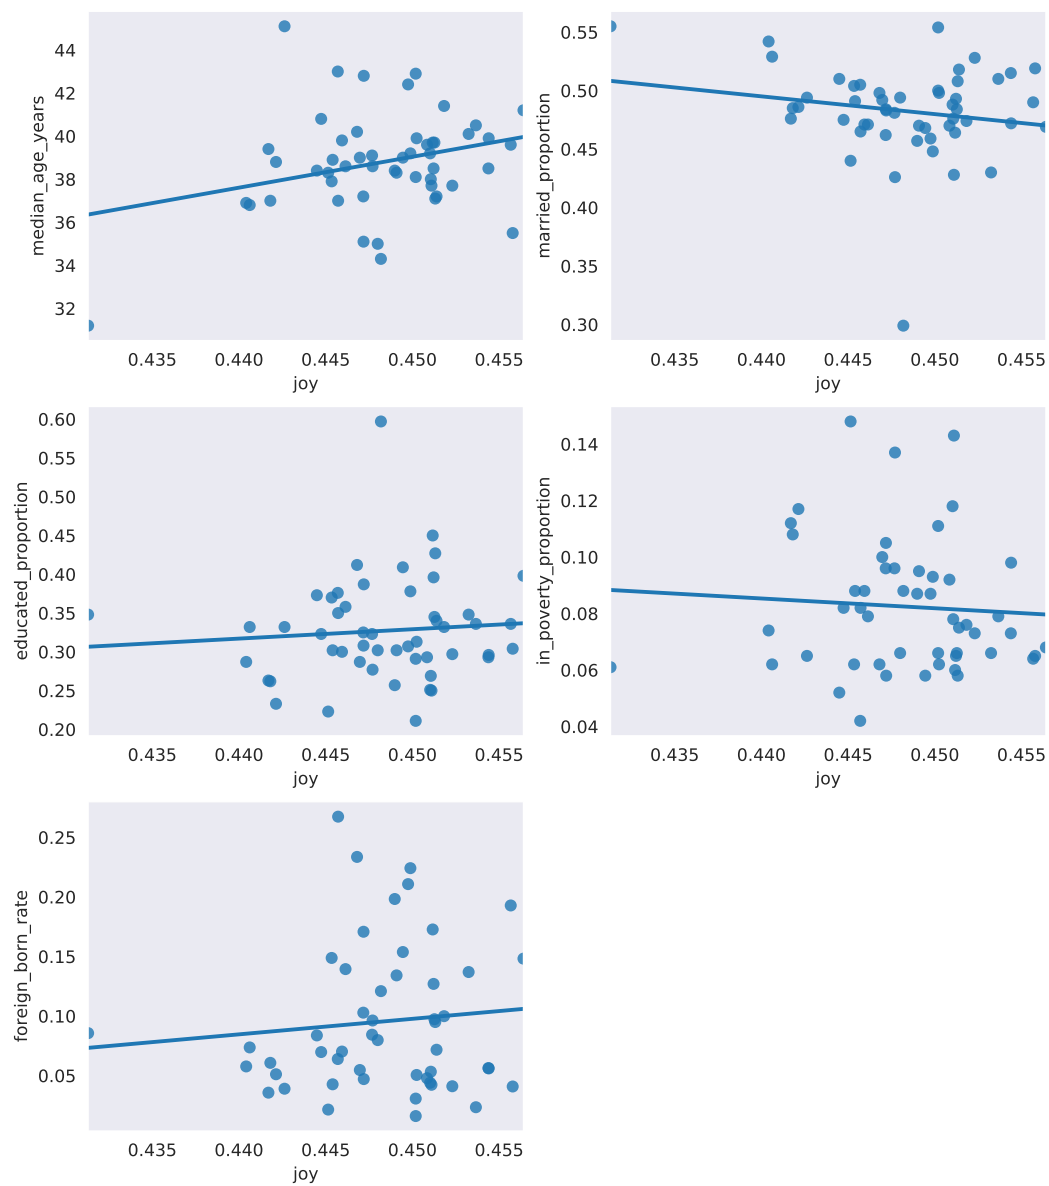 44
42
40
38
36
34
32
median_age_years
0.435 0.440 0.445 0.450 0.455
joy
0.55
0.50
0.45
0.40
0.35
0.30
married_proportion
0.435 0.440 0.445 0.450 0.455
joy
0.60
0.55
0.50
0.45
0.40
0.35
0.30
0.25
0.20
educated_proportion
0.435 0.440 0.445 0.450 0.455
joy
0.14
0.12
0.10
0.08
0.06
0.04
in_poverty_proportion
0.435 0.440 0.445 0.450 0.455
joy
0.25
0.20
0.15
0.10
0.05
foreign_born_rate
0.435 0.440 0.445 0.450 0.455
joy